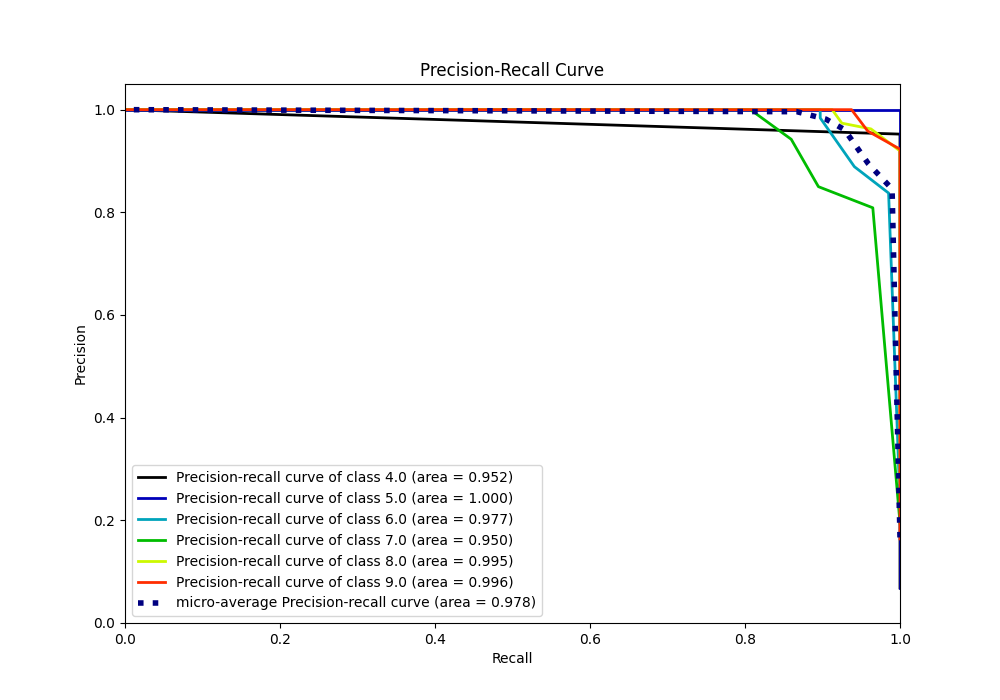 Precision-Recall Curve
1.0
0.8
0.6
0.4
0.2
0.0
Precision
Precision-recall curve of class 4.0 (area = 0.952)
Precision-recall curve of class 5.0 (area = 1.000)
Precision-recall curve of class 6.0 (area = 0.977)
Precision-recall curve of class 7.0 (area = 0.950)
Precision-recall curve of class 8.0 (area = 0.995)
Precision-recall curve of class 9.0 (area = 0.996)
micro-average Precision-recall curve (area = 0.978)
0.0 0.2 0.4 0.6 0.8 1.0
Recall